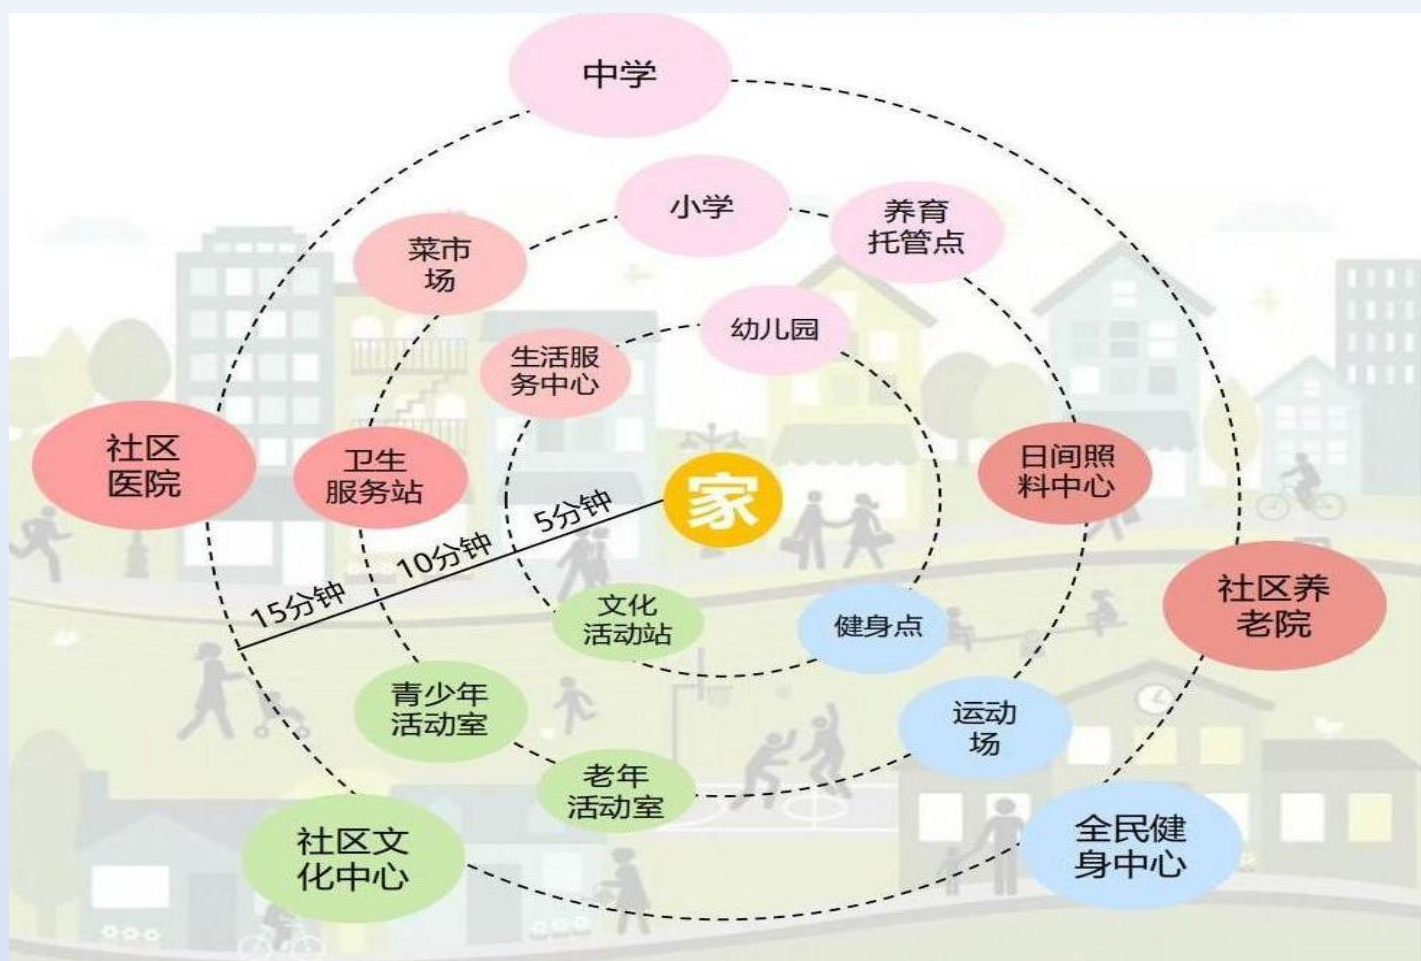 中学
小学
养育
托管点
菜市
场
幼儿园
生活服
务中心
社区
医院
卫生
服务站
日间照
料中心
家
5分钟
10分钟
15分钟
社区养
老院
文化
活动站
健身点
青少年
活动室
运动
场
老年
活动室
社区文
化中心
全民健
身中心